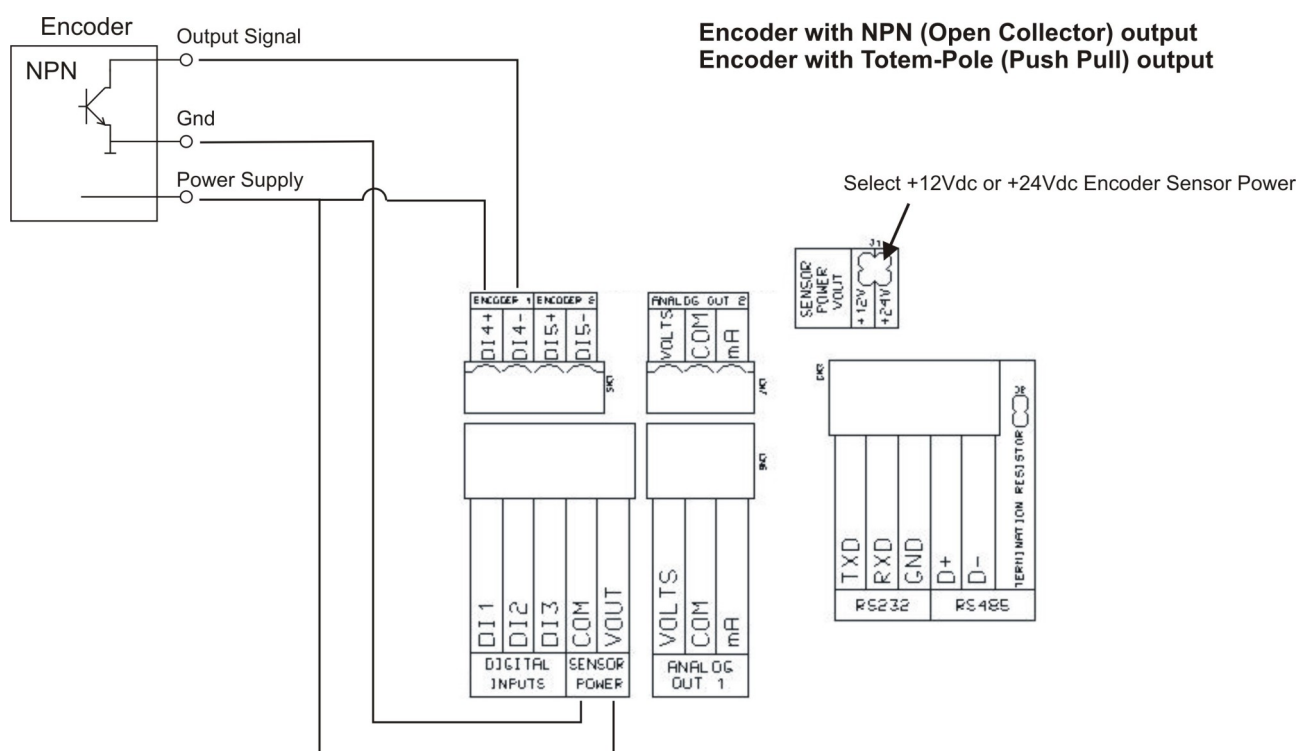 Encoder
NPN
Output Signal
Gnd
Power Supply
Encoder with NPN (Open Collector) output
Encoder with Totem-Pole (Push Pull) output
Select +12Vdc or +24Vdc Encoder Sensor Power
J1
SENSOR
POWER
VOUT
+12V
+24V
ENCODER 1
ENCODER 2
DI4+
DI4-
DI5+
DI5-
ANALOG OUT 2
VOLTS
COM
mA
DI1
DI2
DI3
COM
VOUT
DIGITAL
INPUTS
SENSOR
POWER
VOLTS
COM
mA
ANALOG
OUT 1
TXD
RXD
GND
D+
D-
RS232
RS485
TERMINATION RESISTOR